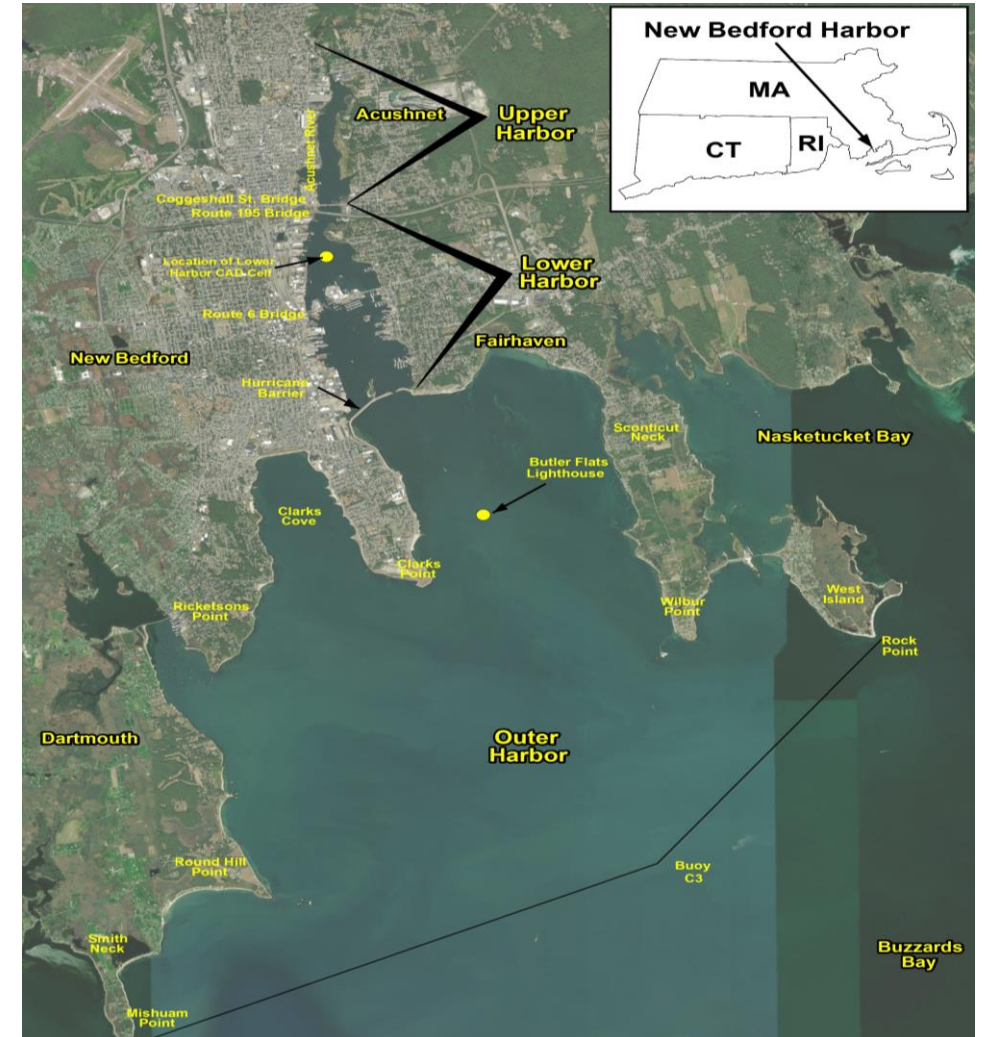 New Bedford Harbor
MA
CT
RI
Acushnet
Upper
Harbor
Acushnet River
Coggeshall St. Bridge
Route 195 Bridge
Location of Lower
Harbor CAD Cell
Lower
Harbor
Route 6 Bridge
Fairhaven
New Bedford
Hurricane
Barrier
Sconticut
Neck
Nasketucket Bay
Butler Flats
Lighthouse
Clarks
Cove
Clarks
Point
Ricketsons
Point
Wilbur
Point
West
Island
Rock
Point
Dartmouth
Outer
Harbor
Round Hill
Point
Buoy
C3
Smith
Neck
Buzzards
Bay
Mishuam
Point